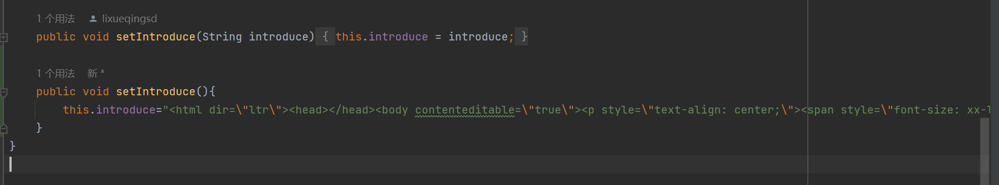 1 个用法 lixueqingsd
public void setIntroduce(String introduce) { this.introduce = introduce; }
1 个用法 新 *
public void setIntroduce(){
this.introduce="<html dir=\"ltr\"><head></head><body contenteditable=\"true\"><p style=\"text-align: center;\"><span style=\"font-size: xx-l
}
}